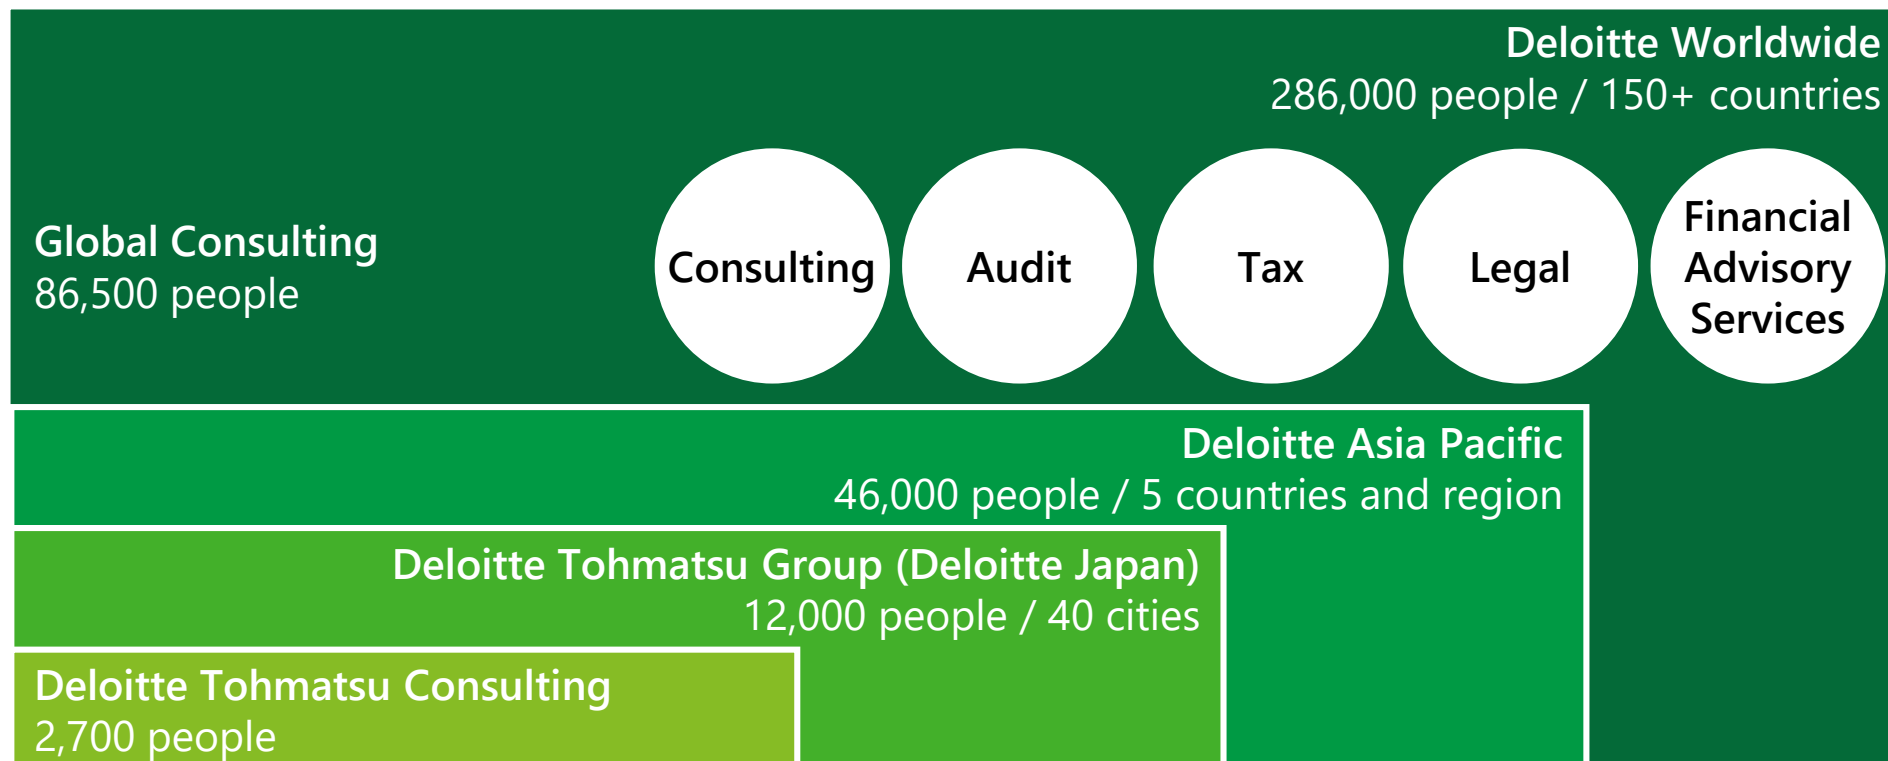 Deloitte Worldwide
286,000 people / 150+ countries
Global Consulting
86,500 people
Consulting
Audit
Tax
Legal
Financial
Advisory
Services
Deloitte Asia Pacific
46,000 people / 5 countries and region
Deloitte Tohmatsu Group (Deloitte Japan)
12,000 people / 40 cities
Deloitte Tohmatsu Consulting
2,700 people